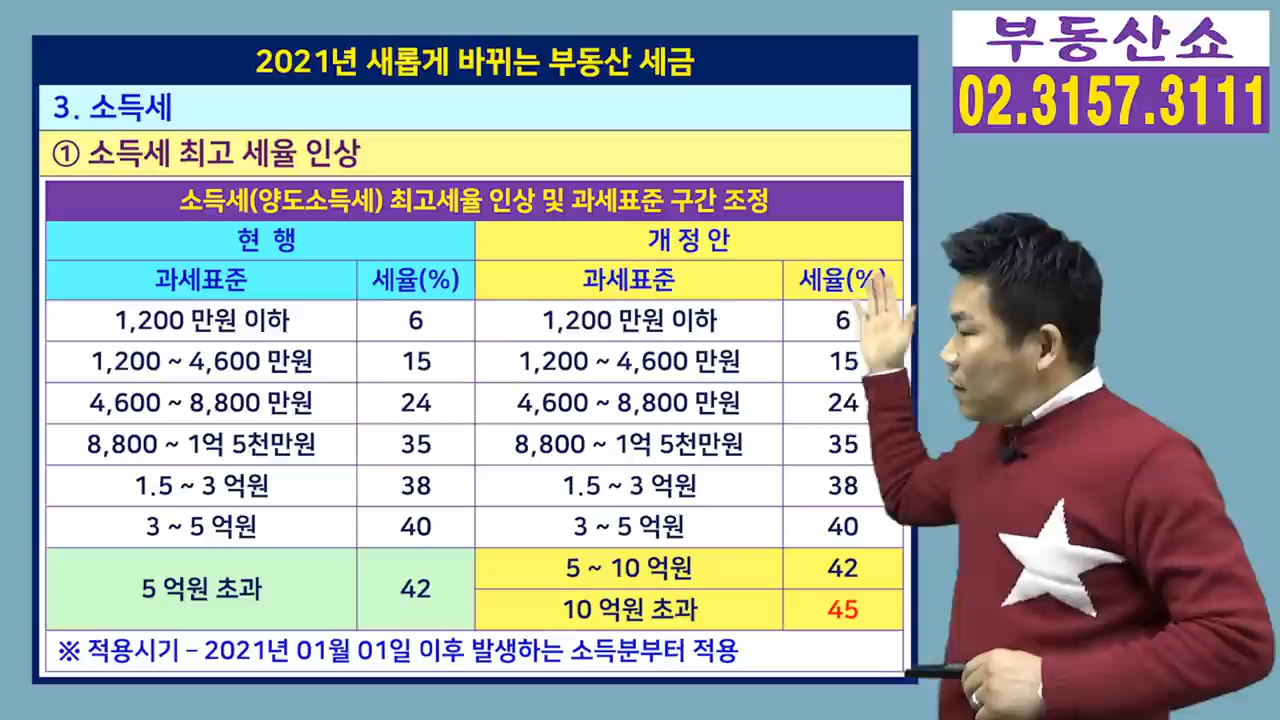 부동산쇼
02.3157.3111
2021년 새롭게 바뀌는 부동산 세금
3. 소득세
① 소득세 최고 세율 인상
소득세(양도소득세) 최고세율 인상 및 과세표준 구간 조정
현 행 개 정 안
과세표준 세율(%) 과세표준 세율(%)
1,200 만원 이하 6 1,200 만원 이하 6
1,200 ~ 4,600 만원 15 1,200 ~ 4,600 만원 15
4,600 ~ 8,800 만원 24 4,600 ~ 8,800 만원 24
8,800 ~ 1억 5천만원 35 8,800 ~ 1억 5천만원 35
1.5 ~ 3 억원 38 1.5 ~ 3 억원 38
3 ~ 5 억원 40 3 ~ 5 억원 40
5 억원 초과 42 5 ~ 10 억원 42
10 억원 초과 45
※ 적용시기 – 2021년 01월 01일 이후 발생하는 소득분부터 적용